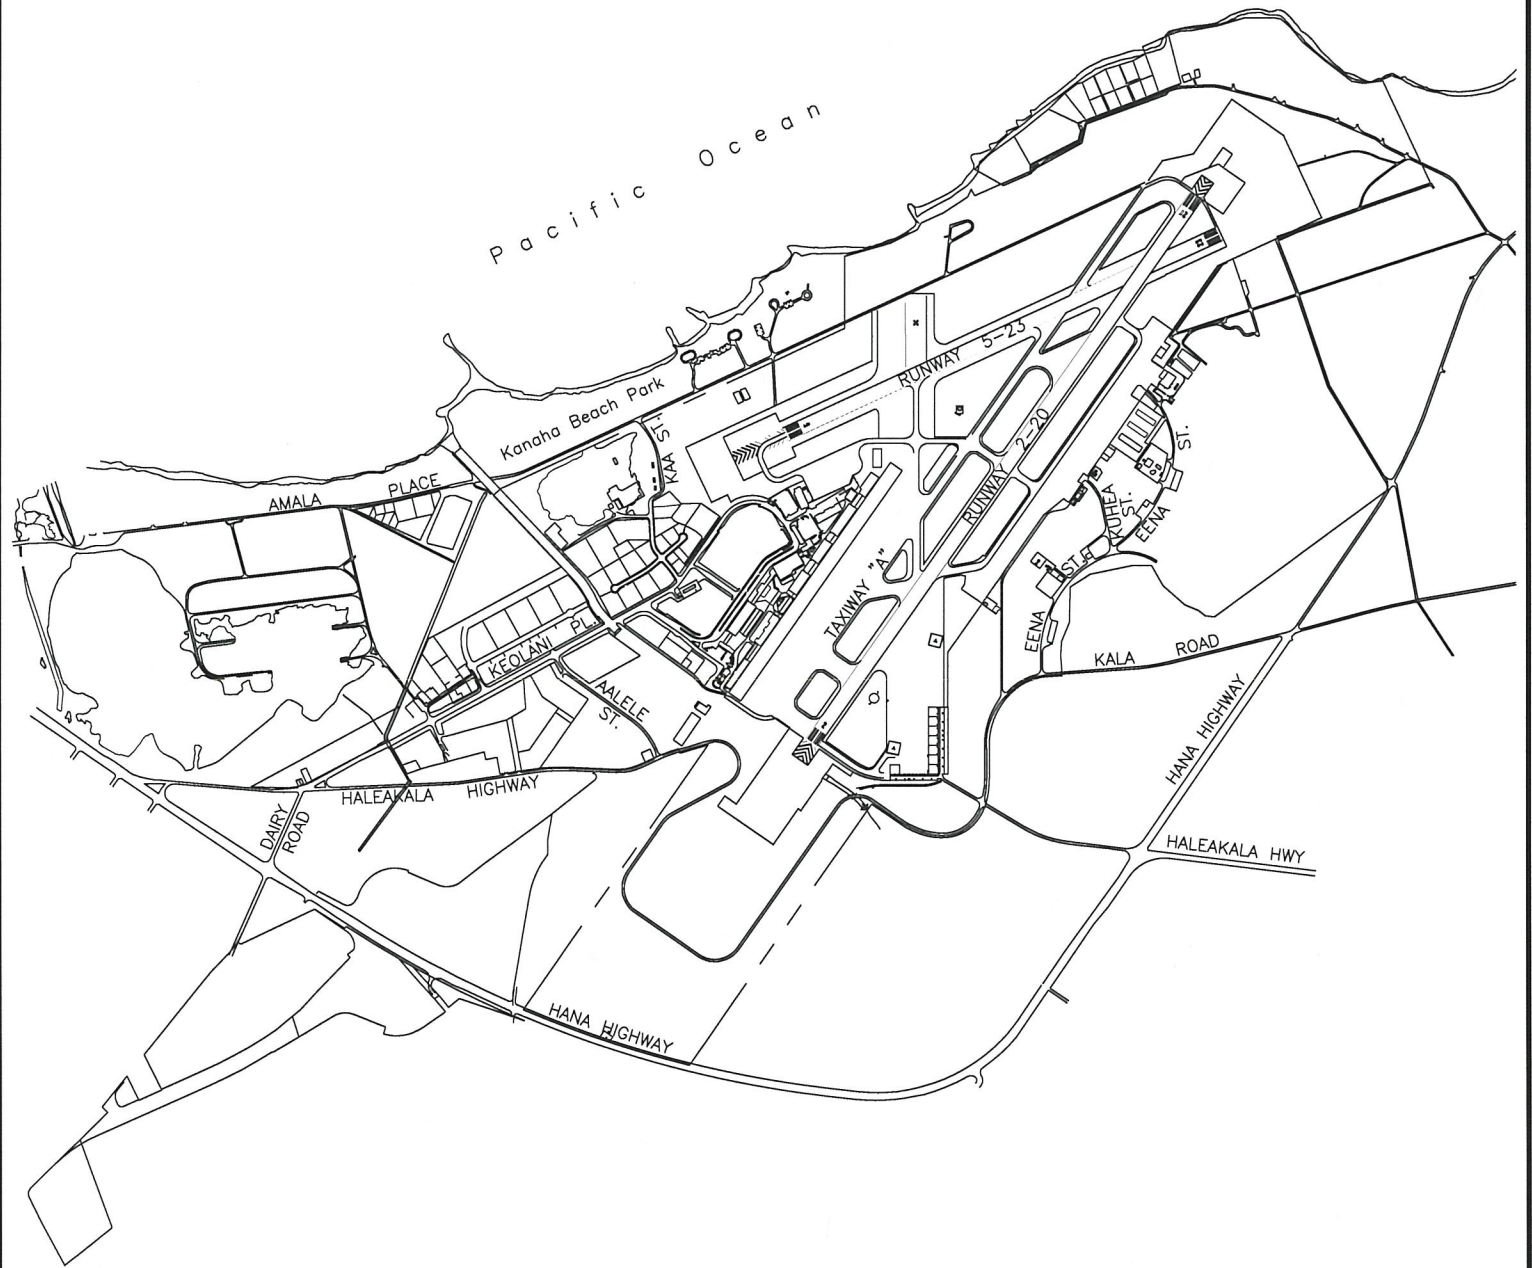 Pacific Ocean
RUNWAY 5-23
Kanaha Beach Park
KAA ST.
AMALA PLACE
RUNWA 2-20
ST.
KUHEA ST.
EENA
ST.
TAXIWAY "A"
EENA
KEOLANI PL.
KALA ROAD
AALELE ST.
HANA HIGHWAY
HALEAKALA HIGHWAY
DAIRY ROAD
HALEAKALA HWY
HANA HIGHWAY